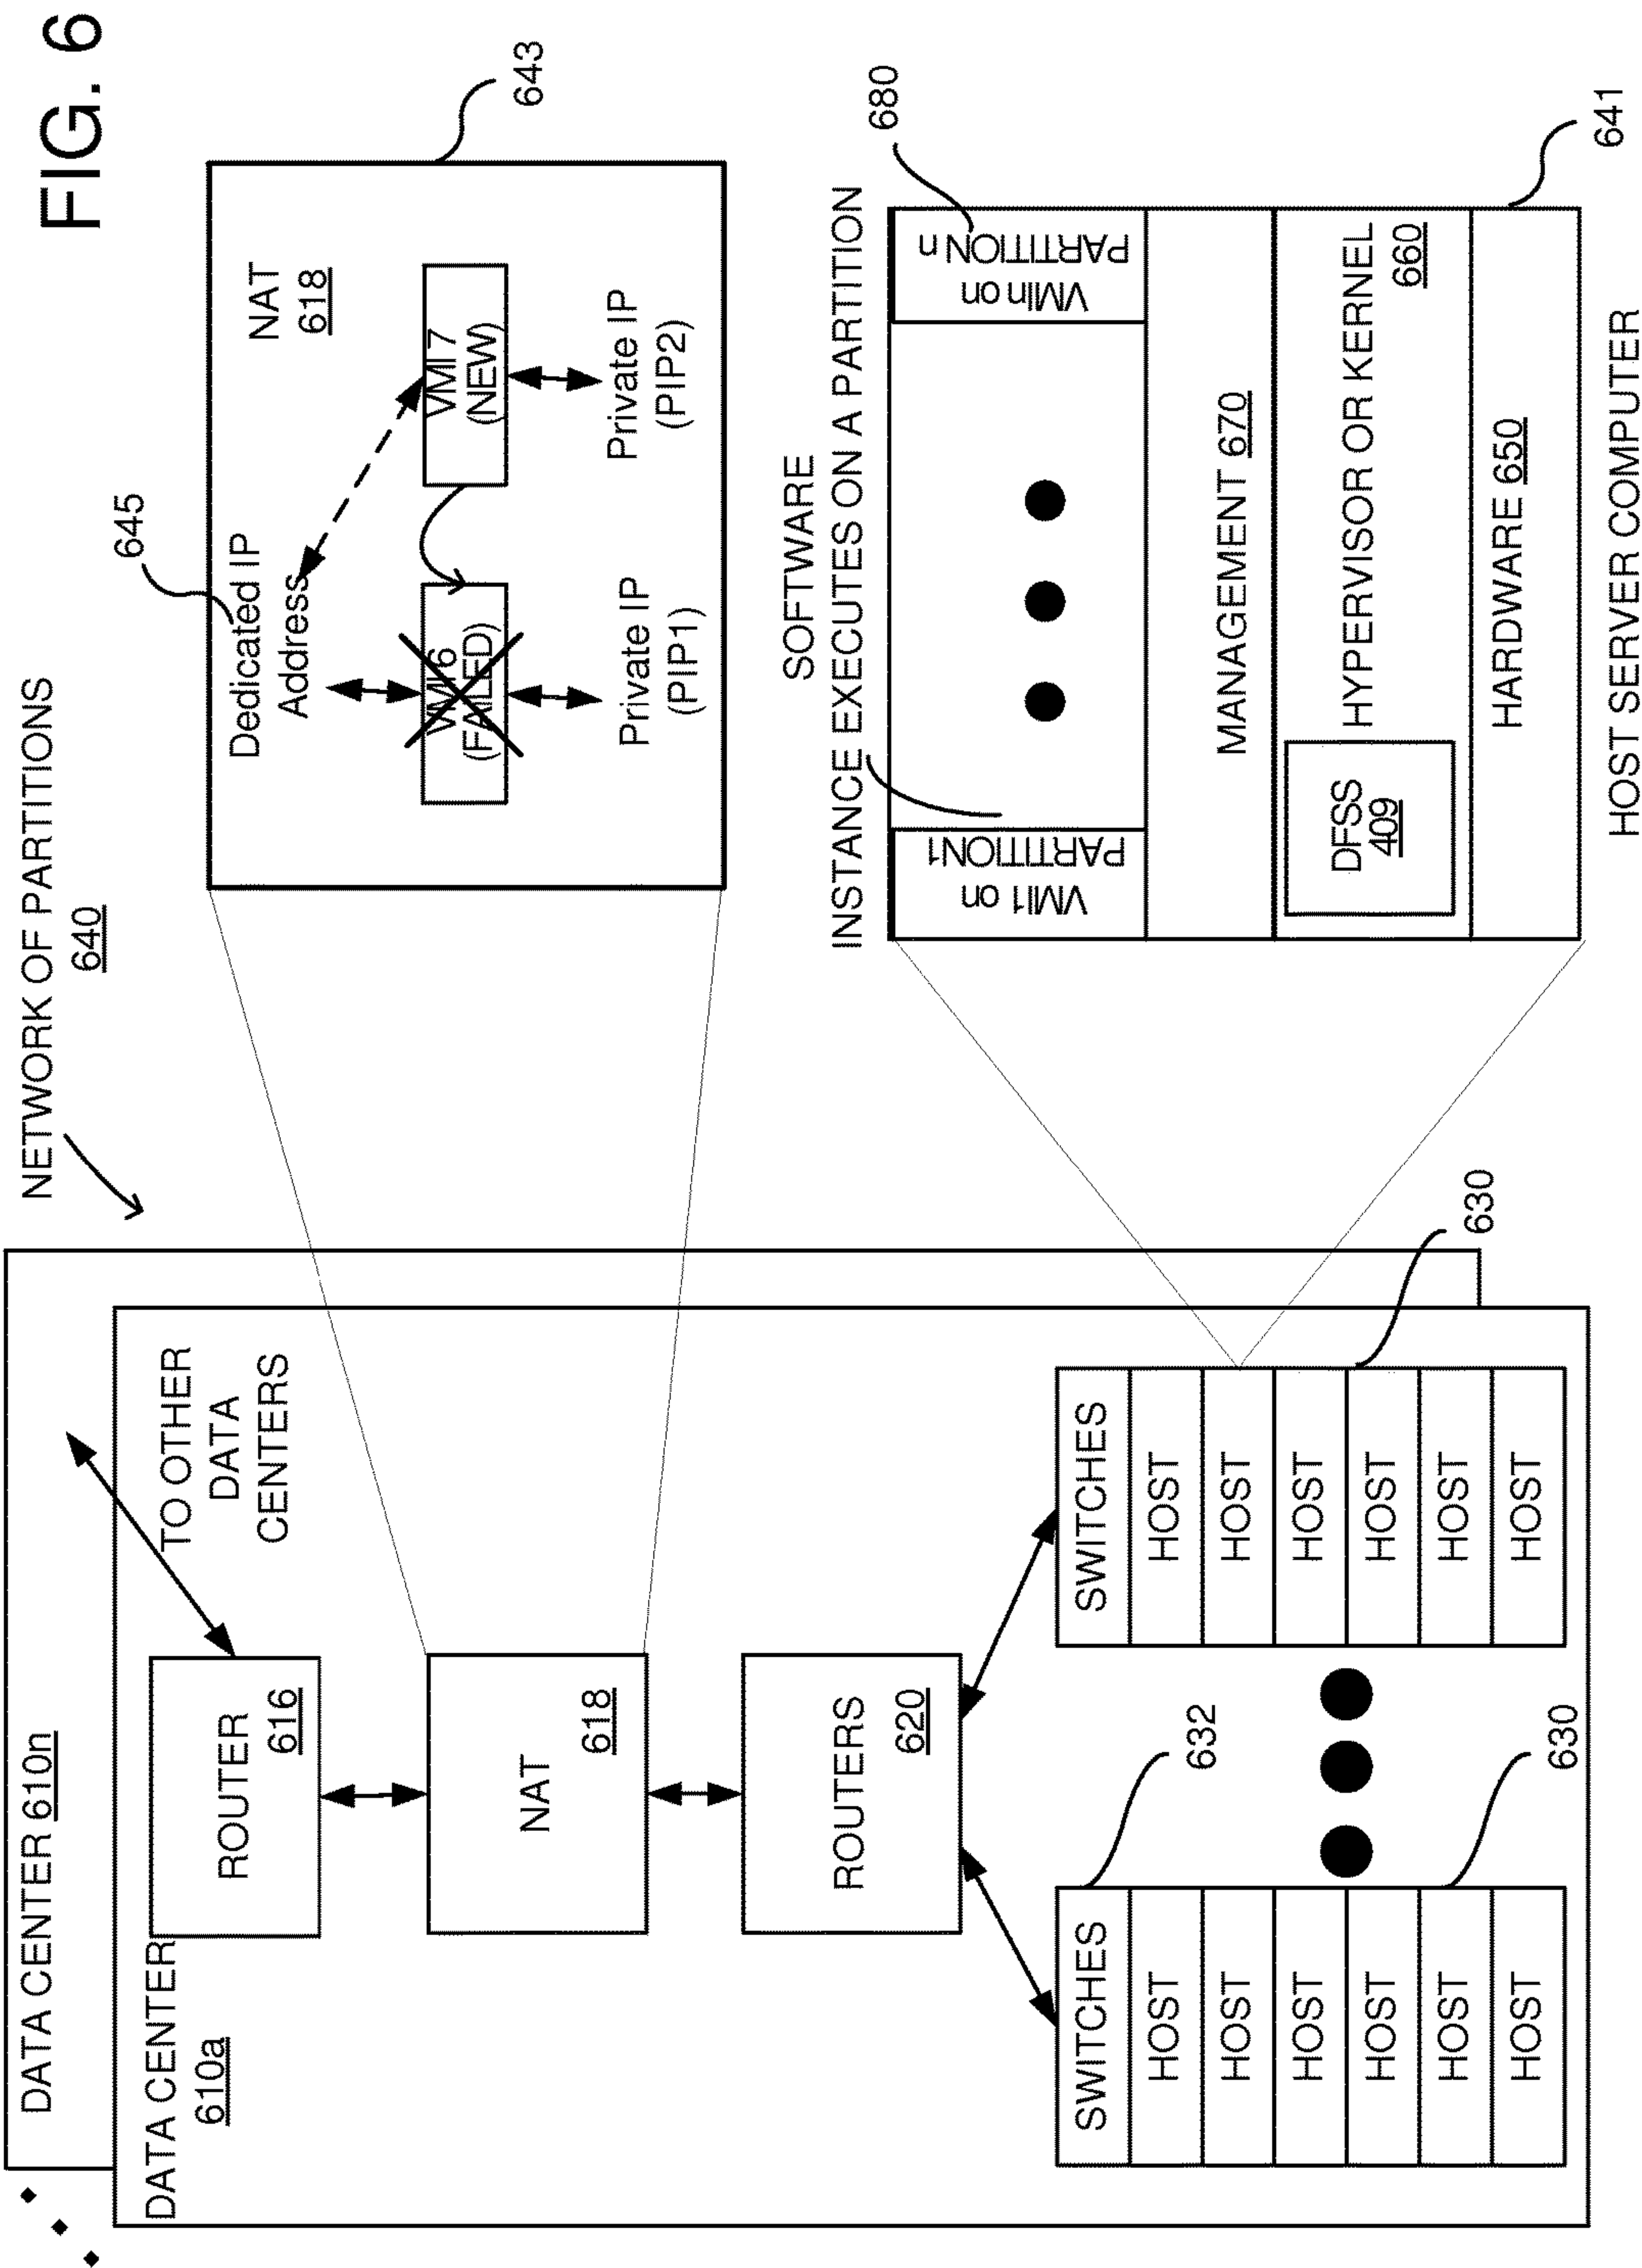 FIG. 6
NETWORK OF PARTITIONS
640
DATA CENTER 610n
DATA CENTER
610a
TO OTHER
DATA
CENTERS
ROUTER
616
NAT
618
ROUTERS
620
632
630
630
SWITCHES
HOST
HOST
HOST
HOST
HOST
HOST
SWITCHES
HOST
HOST
HOST
HOST
HOST
HOST
645
Dedicated IP
Address
NAT
618
643
VMI 6
(FAILED)
VMI 7
(NEW)
Private IP
(PIP1)
Private IP
(PIP2)
SOFTWARE
INSTANCE EXECUTES ON A PARTITION
680
VMI1 on
PARTITION1
VMIn on
PARTITION n
MANAGEMENT 670
DFSS
409
HYPERVISOR OR KERNEL
660
HARDWARE 650
641
HOST SERVER COMPUTER